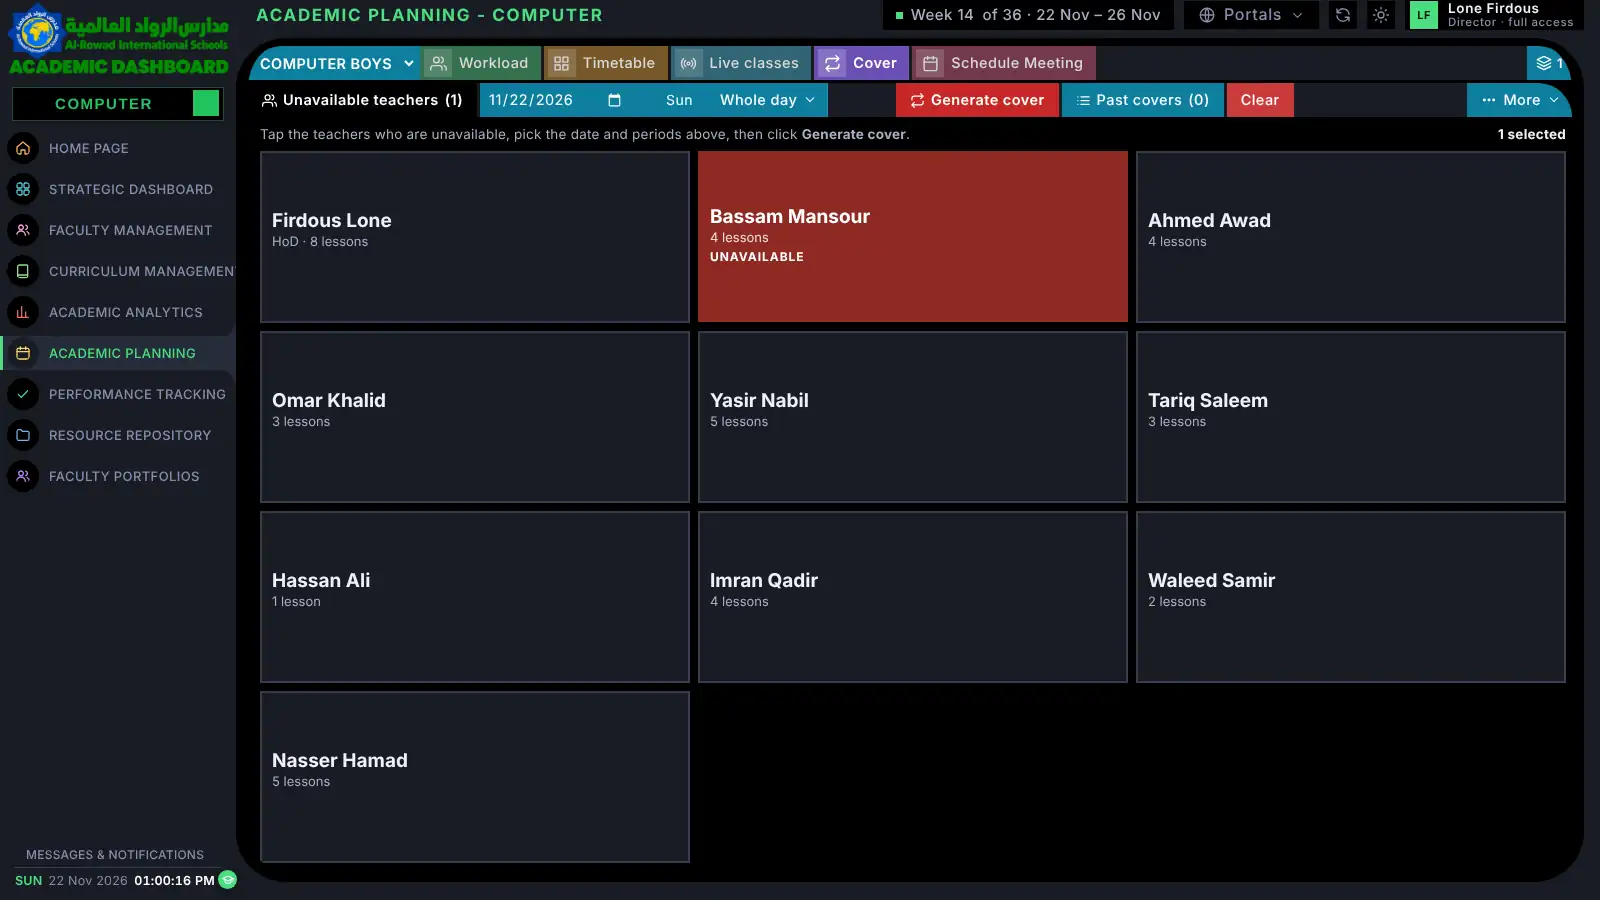 مدارس الرواد العالمية
Al-Rowad International Schools
ACADEMIC DASHBOARD
COMPUTER
HOME PAGE
STRATEGIC DASHBOARD
FACULTY MANAGEMENT
CURRICULUM MANAGEMEN
ACADEMIC ANALYTICS
ACADEMIC PLANNING
PERFORMANCE TRACKING
RESOURCE REPOSITORY
FACULTY PORTFOLIOS
MESSAGES & NOTIFICATIONS
SUN 22 Nov 2026 01:00:16 PM
ACADEMIC PLANNING - COMPUTER
Week 14 of 36 · 22 Nov – 26 Nov
Portals
LF
Lone Firdous
Director · full access
COMPUTER BOYS
Workload
Timetable
Live classes
Cover
Schedule Meeting
1
Unavailable teachers (1)
11/22/2026
Sun
Whole day
Generate cover
Past covers (0)
Clear
More
Tap the teachers who are unavailable, pick the date and periods above, then click Generate cover.
1 selected
Firdous Lone
HoD · 8 lessons
Bassam Mansour
4 lessons
UNAVAILABLE
Ahmed Awad
4 lessons
Omar Khalid
3 lessons
Yasir Nabil
5 lessons
Tariq Saleem
3 lessons
Hassan Ali
1 lesson
Imran Qadir
4 lessons
Waleed Samir
2 lessons
Nasser Hamad
5 lessons